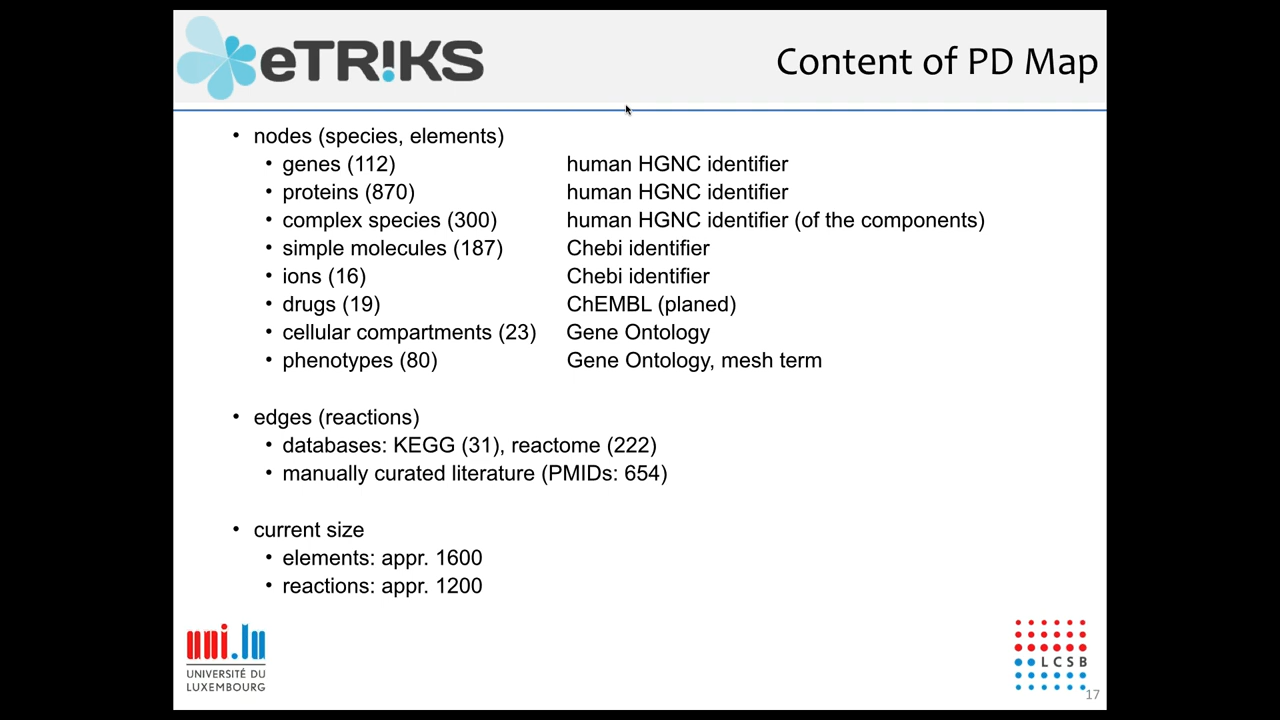 eTRIKS
Content of PD Map
• nodes (species, elements)
• genes (112) human HGNC identifier
• proteins (870) human HGNC identifier
• complex species (300) human HGNC identifier (of the components)
• simple molecules (187) Chebi identifier
• ions (16) Chebi identifier
• drugs (19) ChEMBL (planed)
• cellular compartments (23) Gene Ontology
• phenotypes (80) Gene Ontology, mesh term
• edges (reactions)
• databases: KEGG (31), reactome (222)
• manually curated literature (PMIDs: 654)
• current size
• elements: appr. 1600
• reactions: appr. 1200
uni.lu
UNIVERSITÉ DU
LUXEMBOURG
LCSB
17